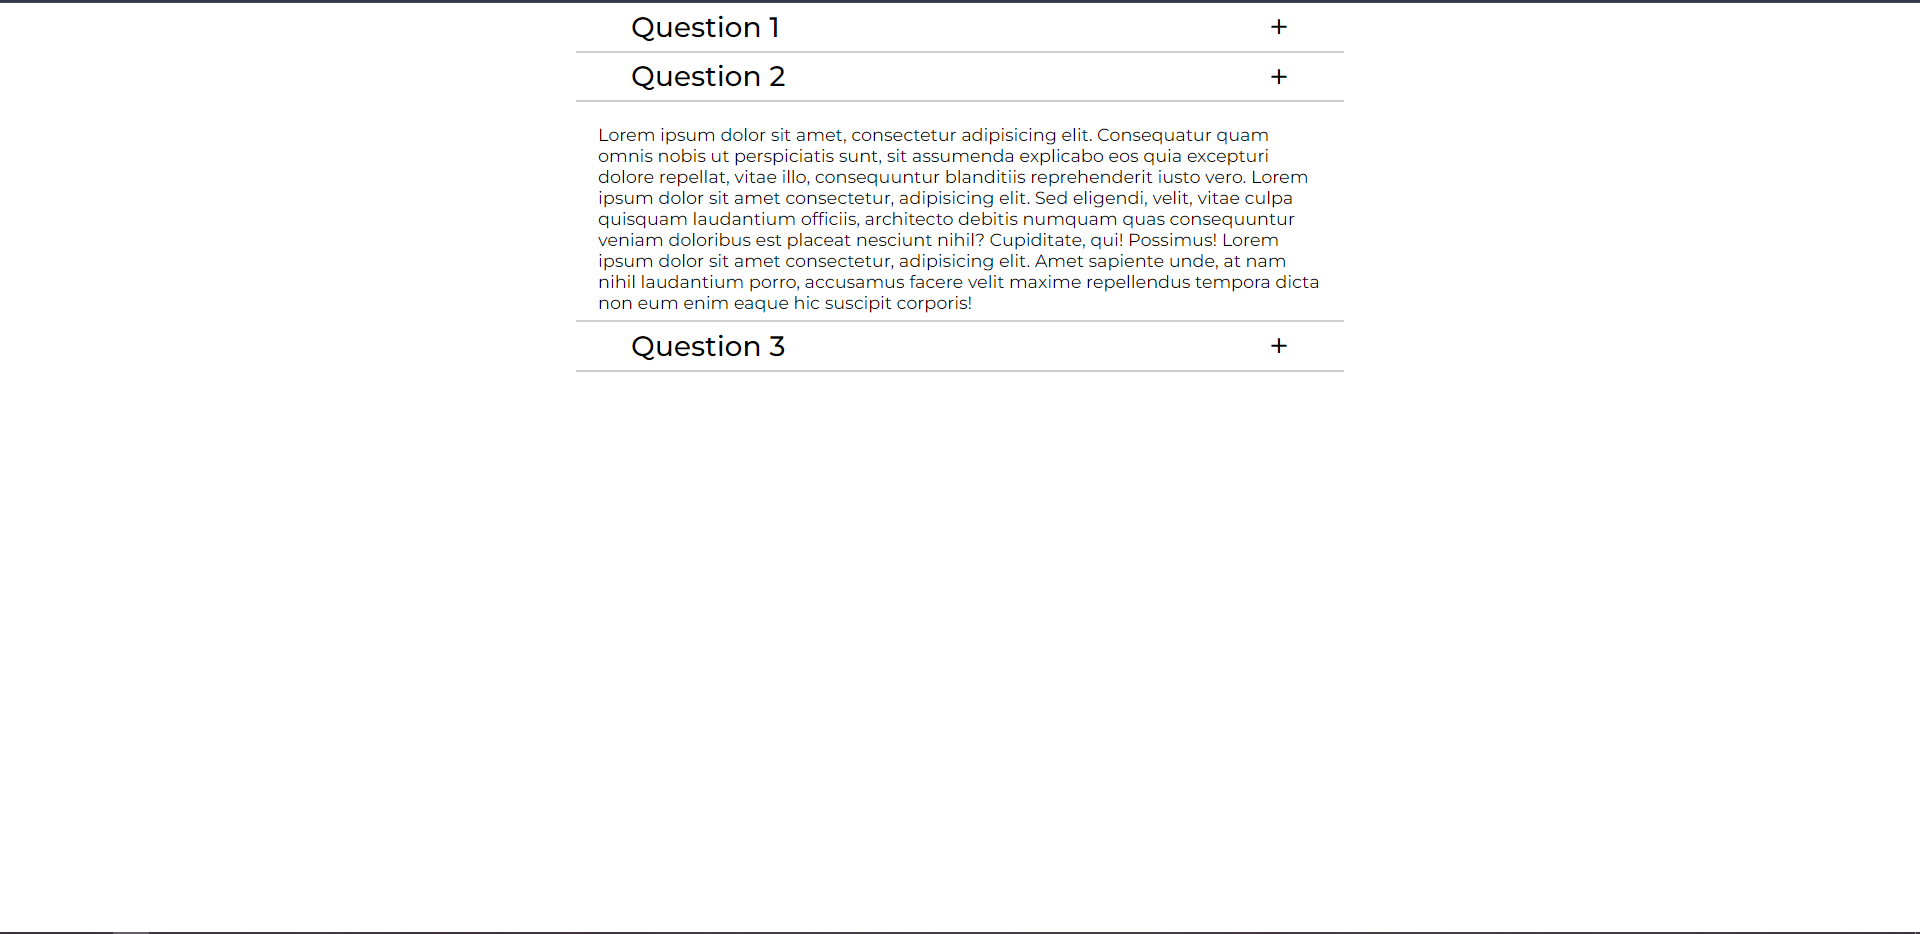 Question 1 +
Question 2 +
Lorem ipsum dolor sit amet, consectetur adipisicing elit. Consequatur quam
omnis nobis ut perspiciatis sunt, sit assumenda explicabo eos quia excepturi
dolore repellat, vitae illo, consequuntur blanditiis reprehenderit iusto vero. Lorem
ipsum dolor sit amet consectetur, adipisicing elit. Sed eligendi, velit, vitae culpa
quisquam laudantium officiis, architecto debitis numquam quas consequuntur
veniam doloribus est placeat nesciunt nihil? Cupiditate, qui! Possimus! Lorem
ipsum dolor sit amet consectetur, adipisicing elit. Amet sapiente unde, at nam
nihil laudantium porro, accusamus facere velit maxime repellendus tempora dicta
non eum enim eaque hic suscipit corporis!
Question 3 +